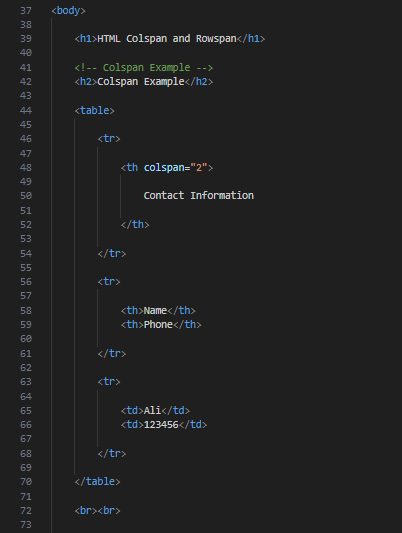 37 <body>
38
39 <h1>HTML Colspan and Rowspan</h1>
40
41 <!-- Colspan Example -->
42 <h2>Colspan Example</h2>
43
44 <table>
45
46 <tr>
47
48 <th colspan="2">
49
50 Contact Information
51
52 </th>
53
54 </tr>
55
56 <tr>
57
58 <th>Name</th>
59 <th>Phone</th>
60
61 </tr>
62
63 <tr>
64
65 <td>Ali</td>
66 <td>123456</td>
67
68 </tr>
69
70 </table>
71
72 <br><br>
73